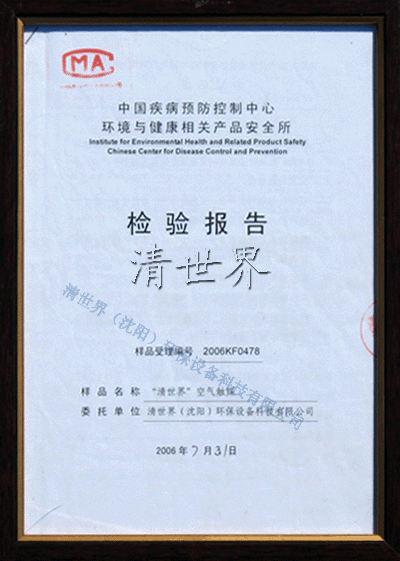 MA
中国疾病预防控制中心
环境与健康相关产品安全所
Institute for Environmental Health and Related Product Safety
Chinese Center for Disease Control and Prevention
检验报告
清世界
清世界（沈阳）环保设备科技有限公司
样品受理编号 2006KF0478
样品名称 “清世界”空气触媒
委托单位 清世界（沈阳）环保设备科技有限公司
2006年7月31日